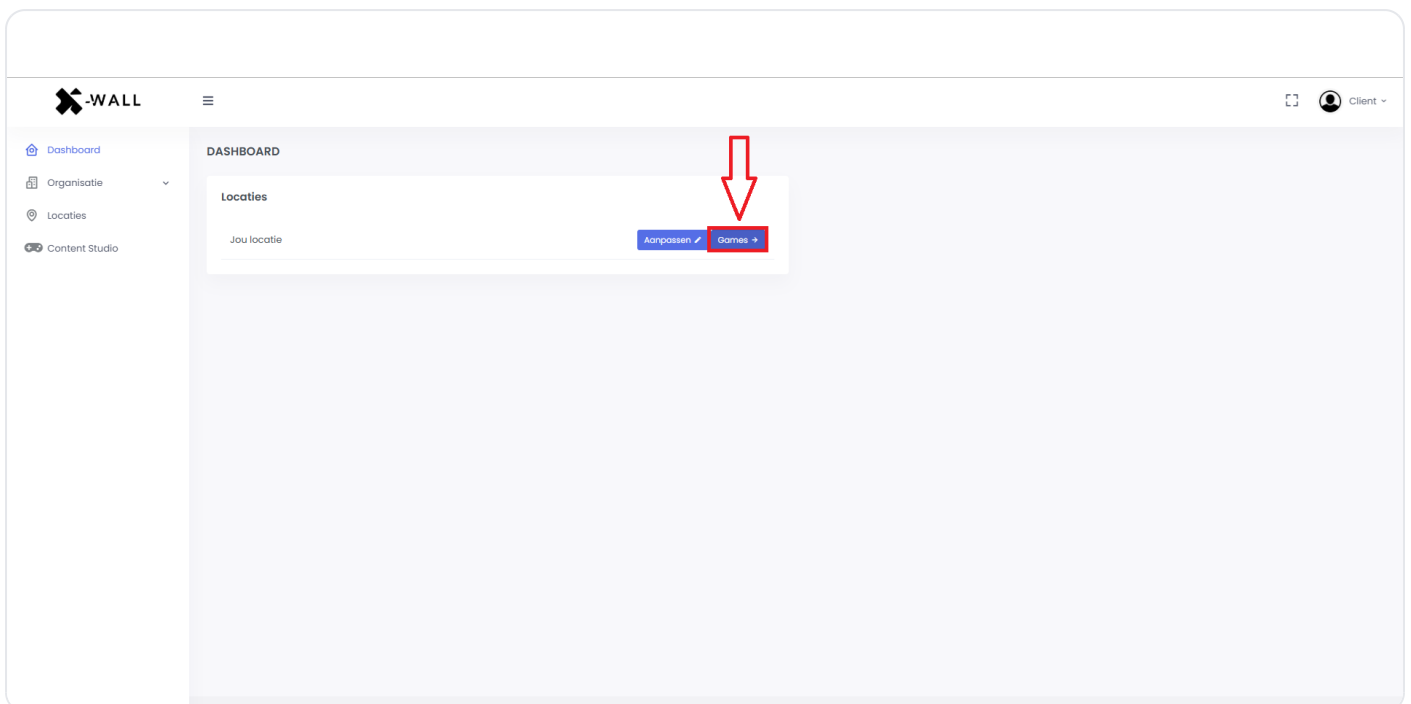 X-WALL
Client
Dashboard
Organisatie
Locaties
Content Studio
DASHBOARD
Locaties
Jou locatie
Aanpassen
Games